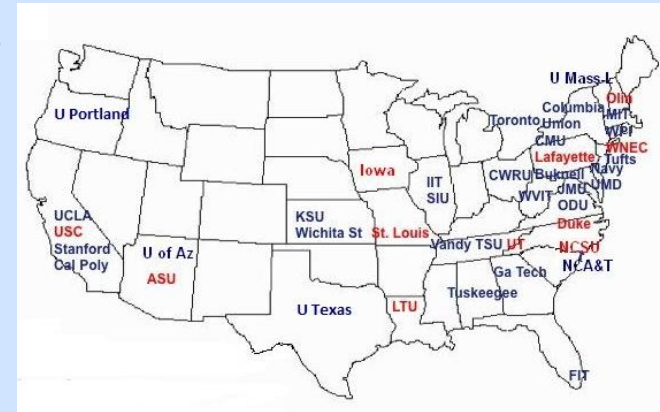 U Mass-L
Olin
Columbia
MIT
U Portland
Toronto
Union
WPI
CMU
WNEC
Lafayette
Tufts
Iowa
Navy
CWRU
Buknell
IIT
JMU
UMD
SIU
WVIT
ODU
UCLA
KSU
USC
Wichita St
St. Louis
Duke
Stanford
Vandy
TSU
UT
NCSU
U of Az
Cal Poly
NCA&T
Ga Tech
ASU
Tuskeegee
U Texas
LTU
FIT